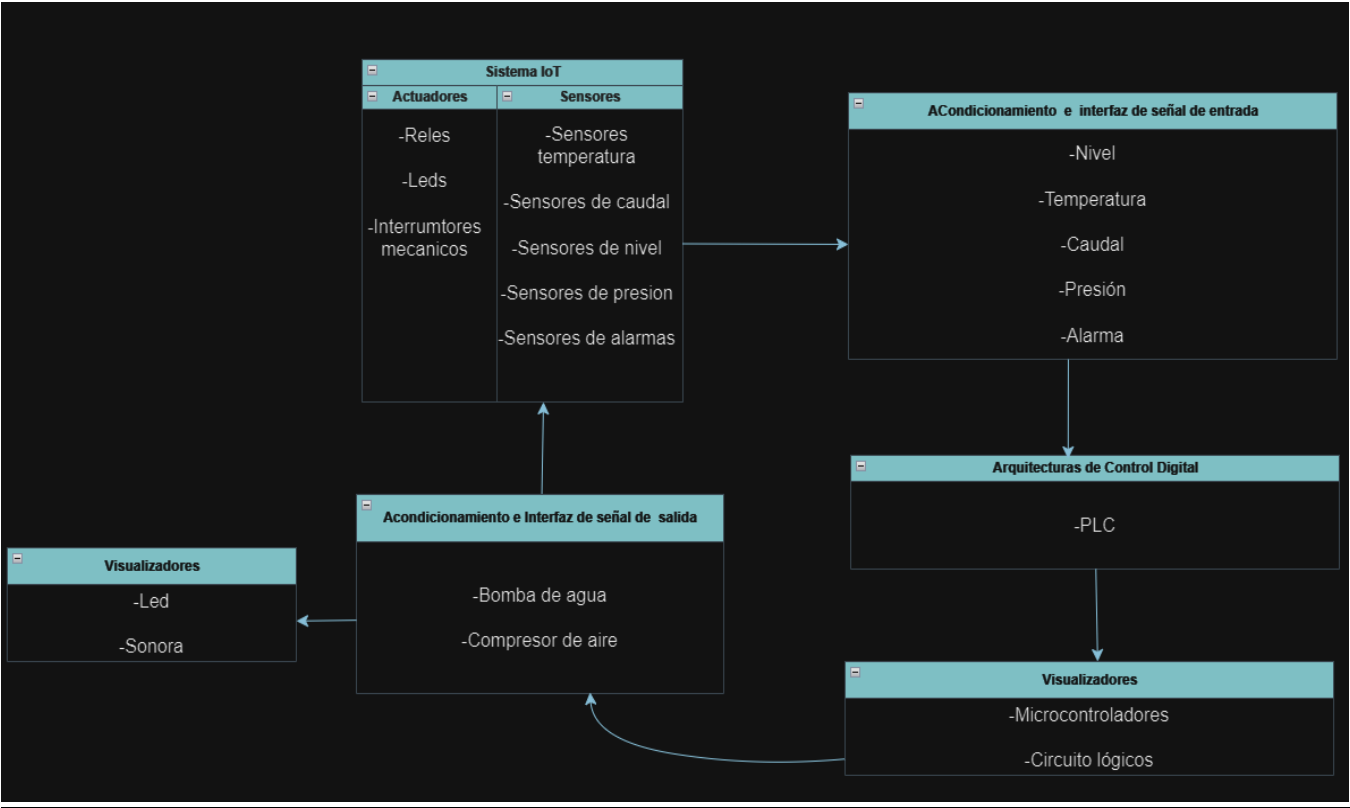 Sistema IoT
Actuadores
-Reles
-Leds
-Interrumtores
mecanicos
Sensores
-Sensores
temperatura
-Sensores de caudal
-Sensores de nivel
-Sensores de presion
-Sensores de alarmas
ACondicionamiento e interfaz de señal de entrada
-Nivel
-Temperatura
-Caudal
-Presión
-Alarma
Arquitecturas de Control Digital
-PLC
Visualizadores
-Microcontroladores
-Circuito lógicos
Acondicionamiento e Interfaz de señal de salida
-Bomba de agua
-Compresor de aire
Visualizadores
-Led
-Sonora